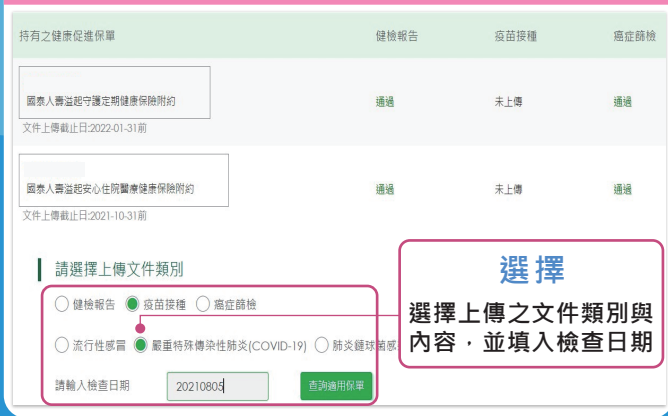 持有之健康促進保單 健檢報告 疫苗接種 癌症篩檢
國泰人壽溢起守護定期健康保險附約 通過 未上傳 通過
文件上傳截止日:2022-01-31前
國泰人壽溢起安心住院醫療健康保險附約 通過 未上傳 通過
文件上傳截止日:2021-10-31前
請選擇上傳文件類別
健檢報告 疫苗接種 癌症篩檢
流行性感冒 嚴重特殊傳染性肺炎(COVID-19) 肺炎鏈球菌感
請輸入檢查日期 20210805 查詢適用保單
選擇
選擇上傳之文件類別與
內容，並填入檢查日期